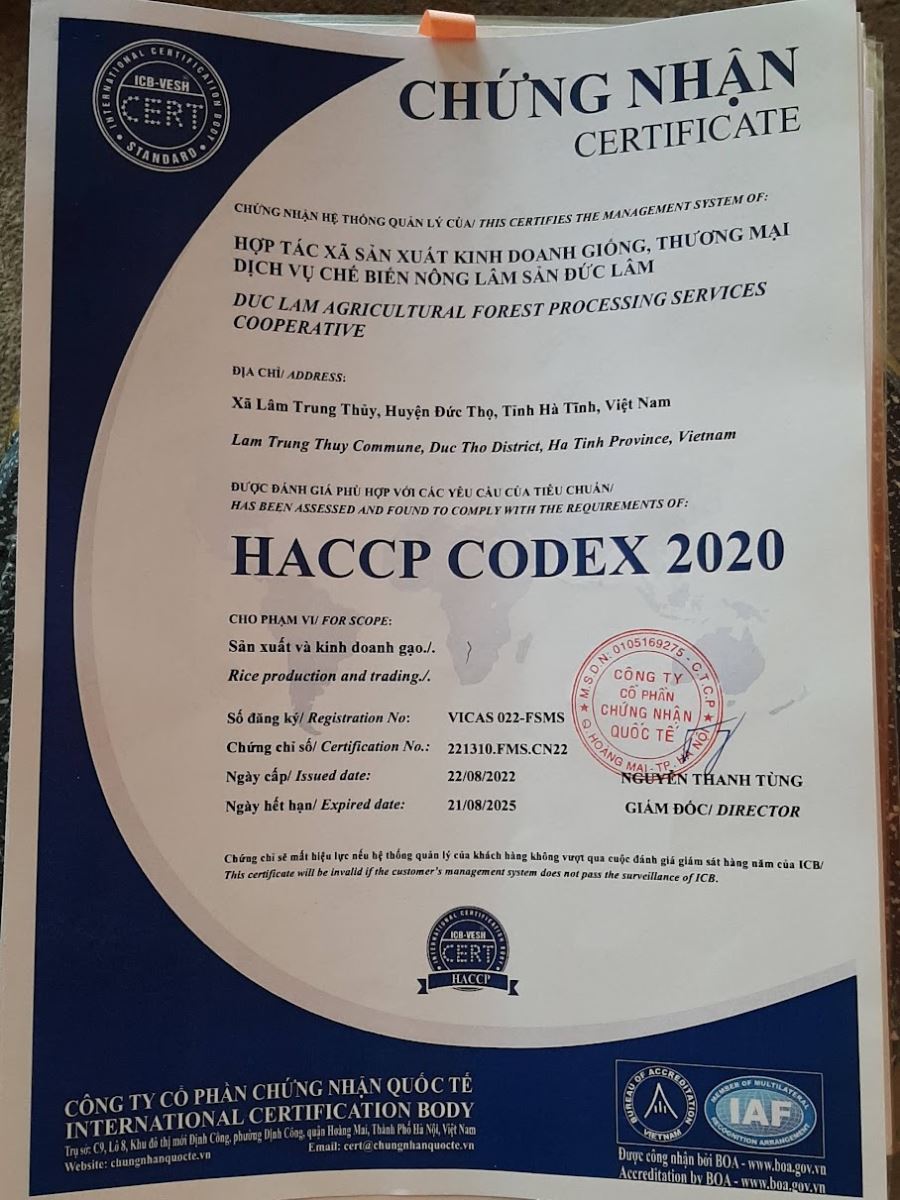 INTERNATIONAL CERTIFICATION BODY
ICB-VESH
CERT
STANDARD
CHỨNG NHẬN
CERTIFICATE
CHỨNG NHẬN HỆ THỐNG QUẢN LÝ CỦA/ THIS CERTIFIES THE MANAGEMENT SYSTEM OF:
HỢP TÁC XÃ SẢN XUẤT KINH DOANH GIỐNG, THƯƠNG MẠI
DỊCH VỤ CHẾ BIẾN NÔNG LÂM SẢN ĐỨC LÂM
DUC LAM AGRICULTURAL FOREST PROCESSING SERVICES
COOPERATIVE
ĐỊA CHỈ/ ADDRESS:
Xã Lâm Trung Thủy, Huyện Đức Thọ, Tỉnh Hà Tĩnh, Việt Nam
Lam Trung Thuy Commune, Duc Tho District, Ha Tinh Province, Vietnam
ĐƯỢC ĐÁNH GIÁ PHÙ HỢP VỚI CÁC YÊU CẦU CỦA TIÊU CHUẨN/
HAS BEEN ASSESSED AND FOUND TO COMPLY WITH THE REQUIREMENTS OF:
HACCP CODEX 2020
CHO PHẠM VI/ FOR SCOPE:
Sản xuất và kinh doanh gạo./.
Rice production and trading./.
Số đăng ký/ Registration No: VICAS 022-FSMS
Chứng chỉ số/ Certification No.: 221310.FMS.CN22
Ngày cấp/ Issued date: 22/08/2022
Ngày hết hạn/ Expired date: 21/08/2025
M.S.D.N: 0105169275 - C.T.C.P
CÔNG TY
CỔ PHẦN
CHỨNG NHẬN
QUỐC TẾ
Q. HOÀNG MAI - TP. HÀ NỘI
NGUYỄN THANH TÙNG
GIÁM ĐỐC/ DIRECTOR
Chứng chỉ sẽ mất hiệu lực nếu hệ thống quản lý của khách hàng không vượt qua cuộc đánh giá giám sát hàng năm của ICB/
This certificate will be invalid if the customer's management system does not pass the surveillance of ICB.
INTERNATIONAL CERTIFICATION BODY
ICB-VESH
CERT
HACCP
CÔNG TY CỔ PHẦN CHỨNG NHẬN QUỐC TẾ
INTERNATIONAL CERTIFICATION BODY
Trụ sở: C9, Lô 8, Khu đô thị mới Định Công, phường Định Công, quận Hoàng Mai, Thành Phố Hà Nội, Việt Nam
Website: chungnhanquocte.vn Email: cert@chungnhanquocte.vn
BUREAU OF ACCREDITATION
VIETNAM
MEMBER OF MULTILATERAL
IAF
RECOGNITION ARRANGEMENT
Được công nhận bởi BOA - www.boa.gov.vn
Accreditation by BOA - www.boa.gov.vn